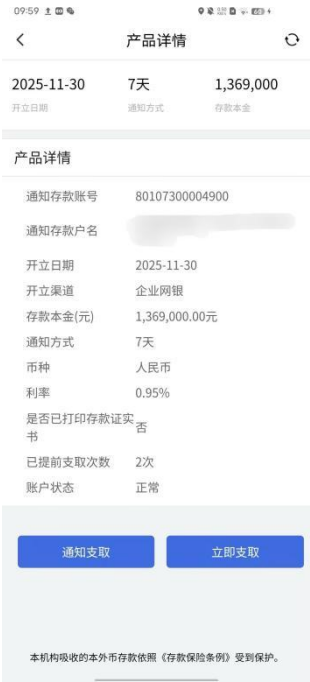 09:59
产品详情
2025-11-30 7天 1,369,000
开立日期 通知方式 存款本金
产品详情
通知存款账号 80107300004900
通知存款户名
开立日期 2025-11-30
开立渠道 企业网银
存款本金(元) 1,369,000.00元
通知方式 7天
币种 人民币
利率 0.95%
是否已打印存款证实
书 否
已提前支取次数 2次
账户状态 正常
通知支取 立即支取
本机构吸收的本外币存款依照《存款保险条例》受到保护。